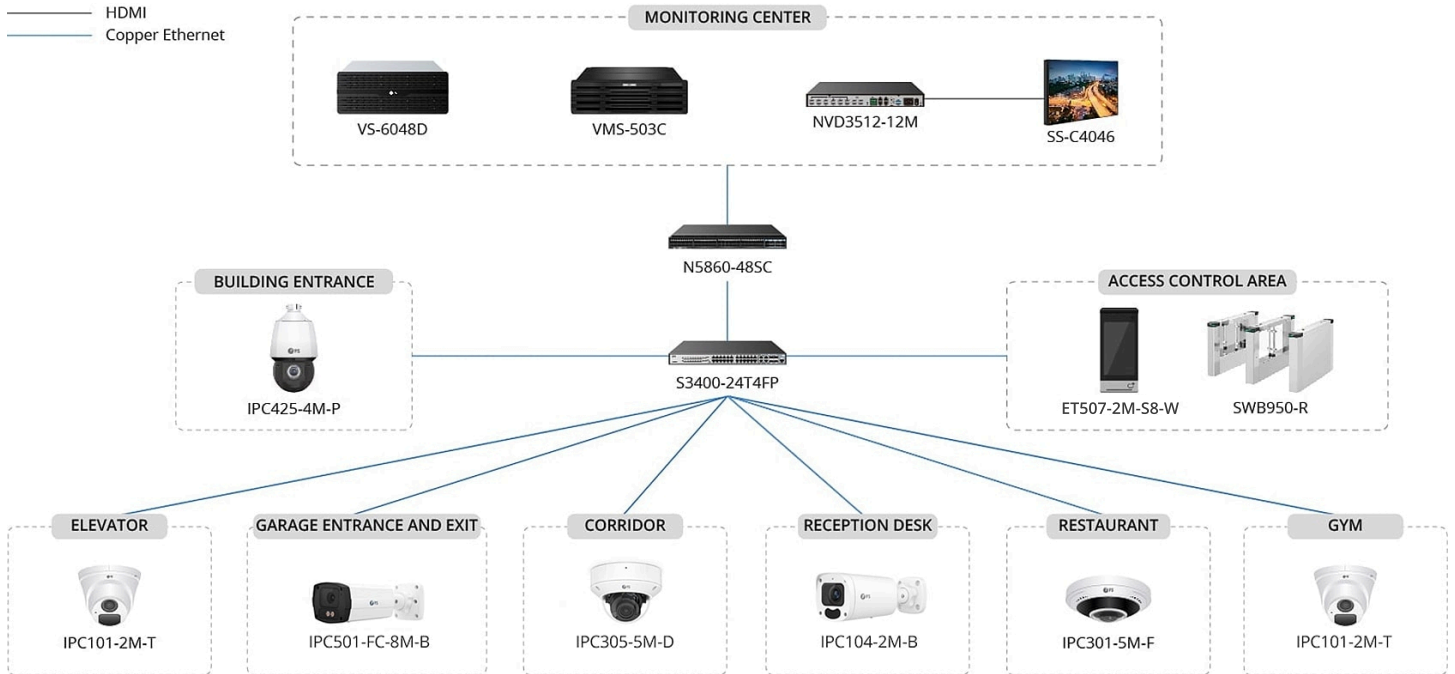 HDMI
Copper Ethernet
MONITORING CENTER
VS-6048D
VMS-503C
NVD3512-12M
SS-C4046
N5860-48SC
BUILDING ENTRANCE
IPC425-4M-P
S3400-24T4FP
ACCESS CONTROL AREA
ET507-2M-S8-W
SWB950-R
ELEVATOR
IPC101-2M-T
GARAGE ENTRANCE AND EXIT
IPC501-FC-8M-B
CORRIDOR
IPC305-5M-D
RECEPTION DESK
IPC104-2M-B
RESTAURANT
IPC301-5M-F
GYM
IPC101-2M-T